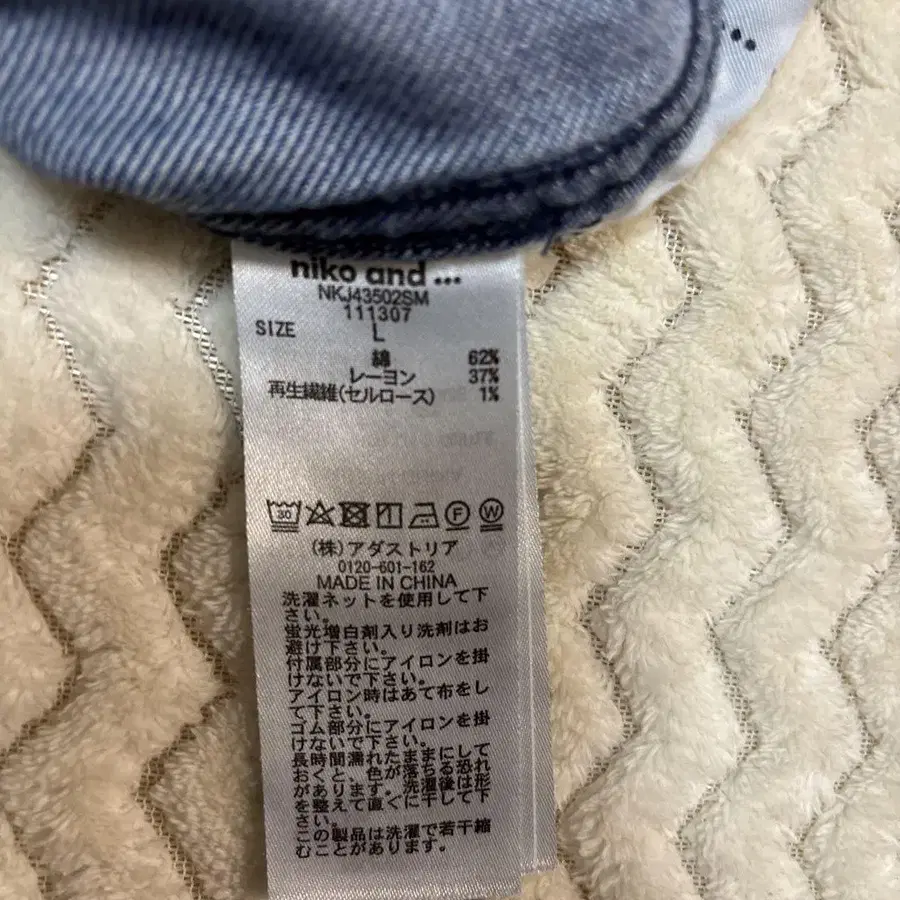 niko and ...
NKJ43502SM
111307
SIZE L
綿 62%
レーヨン 37%
再生繊維(セルロース) 1%
30 F W
(株)アダストリア
0120-601-162
MADE IN CHINA
洗濯ネットを使用して下
さい。
蛍光増白剤入り洗剤はお
避け下さい。
付属部分にアイロンを掛
けないで下さい。
アイロン時はあて布をし
て下さい。
ゴム部分にアイロンを掛
けないで下さい。
長時間濡れたままにして
おくと、色が落ちる恐れ
があります。洗濯後は形
を整えて直ぐに干して下
さい。
この製品は洗濯で若干縮
むことがあります。